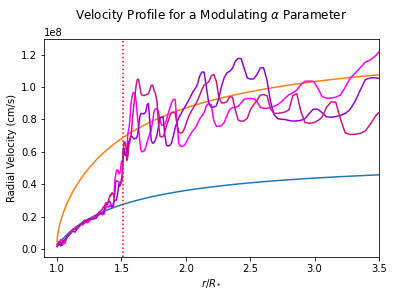 Velocity Profile for a Modulating α Parameter
1e8
1.2
1.0
0.8
0.6
0.4
0.2
0.0
Radial Velocity (cm/s)
1.0 1.5 2.0 2.5 3.0 3.5
r/R*